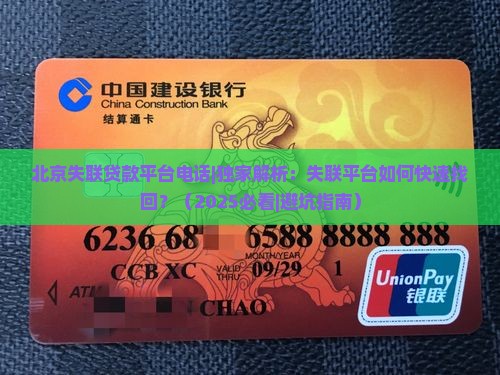 中国建设银行
China Construction Bank
结算通卡
北京失联贷款平台电话|独家解析：失联平台如何快速找
回？（2025必看|避坑指南）
6236 68 6588 8888 888
MONTH/YEAR
CCB XC VALID THRU 09/29 1
ATM
CHAO
UnionPay
银联